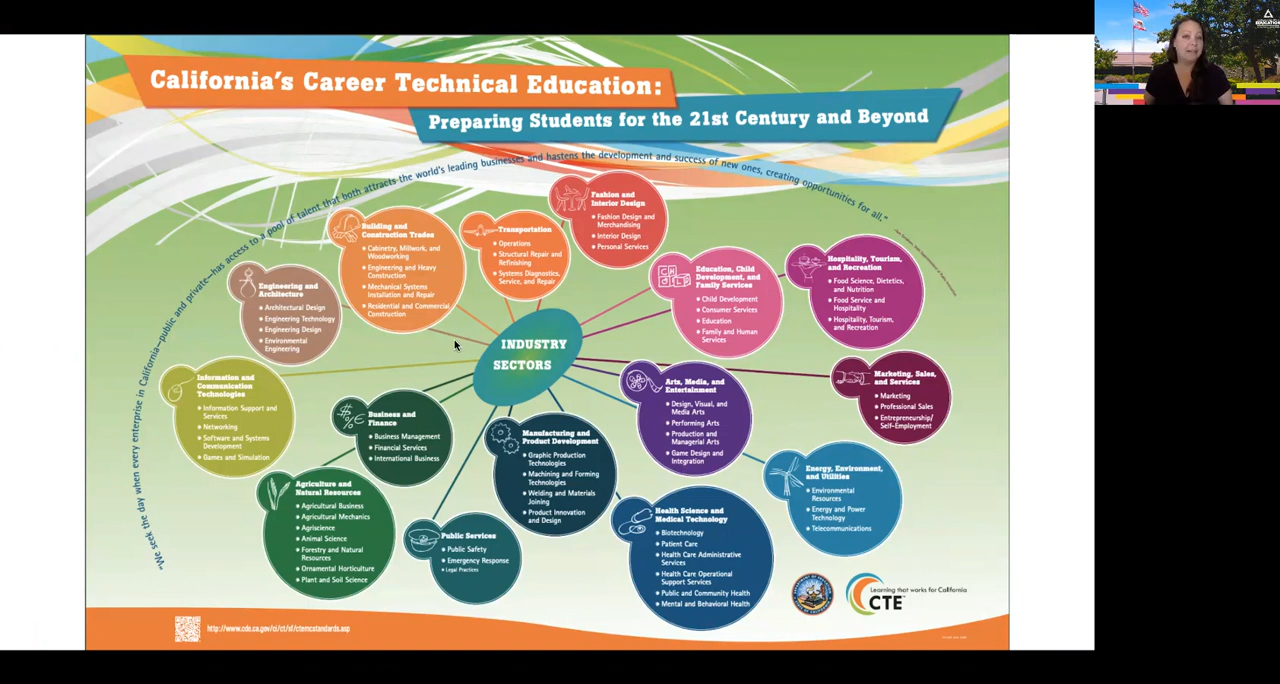 California's Career Technical Education:
Preparing Students for the 21st Century and Beyond
"We seek the day when every enterprise in California—public and private—has access to a pool of talent that both attracts the world's leading businesses and hastens the development and success of new ones, creating opportunities for all."
INDUSTRY
SECTORS
Fashion and
Interior Design
Fashion Design and
Merchandising
Interior Design
Personal Services
Transportation
Operations
Structural Repair and
Refinishing
Systems Diagnostics,
Service, and Repair
Building and
Construction Trades
Cabinetry, Millwork, and
Woodworking
Engineering and Heavy
Construction
Mechanical Systems
Installation and Repair
Residential and Commercial
Construction
Engineering and
Architecture
Architectural Design
Engineering Technology
Engineering Design
Environmental
Engineering
Education, Child
Development, and
Family Services
Child Development
Consumer Services
Education
Family and Human
Services
Hospitality, Tourism,
and Recreation
Food Science, Dietetics,
and Nutrition
Food Service and
Hospitality
Hospitality, Tourism,
and Recreation
Information and
Communication
Technologies
Information Support and
Services
Networking
Software and Systems
Development
Games and Simulation
Business and
Finance
Business Management
Financial Services
International Business
Manufacturing and
Product Development
Graphic Production
Technologies
Machining and Forming
Technologies
Welding and Materials
Joining
Product Innovation
and Design
Arts, Media, and
Entertainment
Design, Visual, and
Media Arts
Performing Arts
Production and
Managerial Arts
Game Design and
Integration
Marketing, Sales,
and Services
Marketing
Professional Sales
Entrepreneurship/
Self-Employment
Agriculture and
Natural Resources
Agricultural Business
Agricultural Mechanics
Agriscience
Animal Science
Forestry and Natural
Resources
Ornamental Horticulture
Plant and Soil Science
Public Services
Public Safety
Emergency Response
Legal Practices
Health Science and
Medical Technology
Biotechnology
Patient Care
Health Care Administrative
Services
Health Care Operational
Support Services
Public and Community Health
Mental and Behavioral Health
Energy, Environment,
and Utilities
Environmental
Resources
Energy and Power
Technology
Telecommunications
Learning that works for California
CTE
http://www.cde.ca.gov/ci/ct/sf/ctemcstandards.asp
EDUCATION